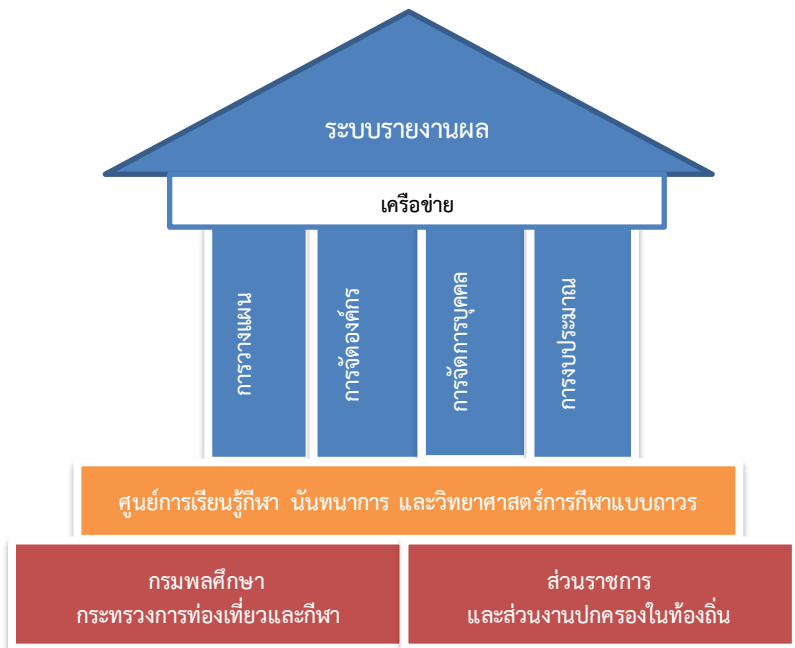 ระบบรายงานผล
เครือข่าย
การวางแผน
การจัดองค์กร
การจัดการบุคคล
การงบประมาณ
ศูนย์การเรียนรู้กีฬา นันทนาการ และวิทยาศาสตร์การกีฬาแบบถาวร
กรมพลศึกษา
กระทรวงการท่องเที่ยวและกีฬา
ส่วนราชการ
และส่วนงานปกครองในท้องถิ่น